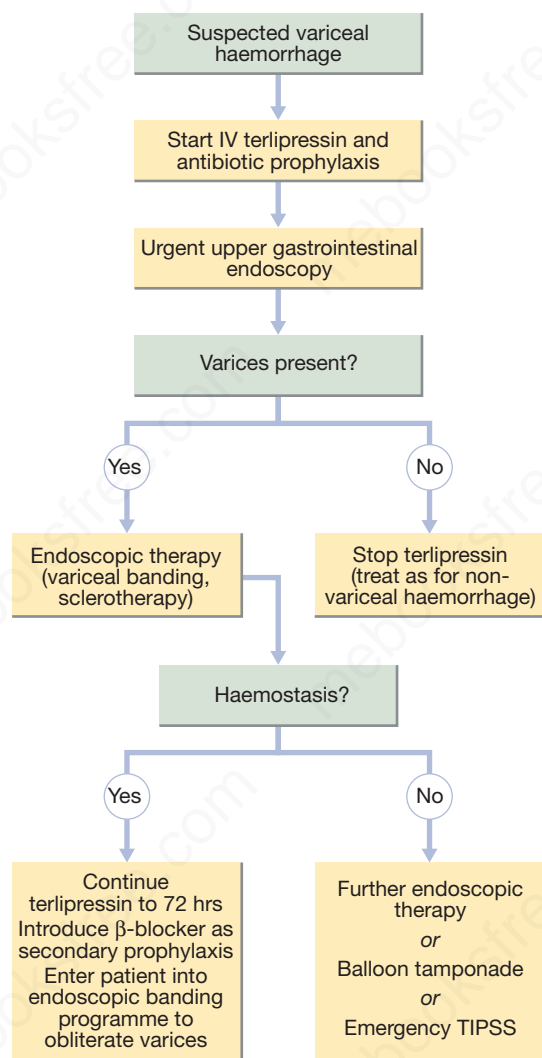 Suspected variceal
haemorrhage
Start IV terlipressin and
antibiotic prophylaxis
Urgent upper gastrointestinal
endoscopy
Varices present?
Yes
No
Endoscopic therapy
(variceal banding,
sclerotherapy)
Stop terlipressin
(treat as for non-
variceal haemorrhage)
Haemostasis?
Yes
No
Continue
terlipressin to 72 hrs
Introduce β-blocker as
secondary prophylaxis
Enter patient into
endoscopic banding
programme to
obliterate varices
Further endoscopic
therapy
or
Balloon tamponade
or
Emergency TIPSS